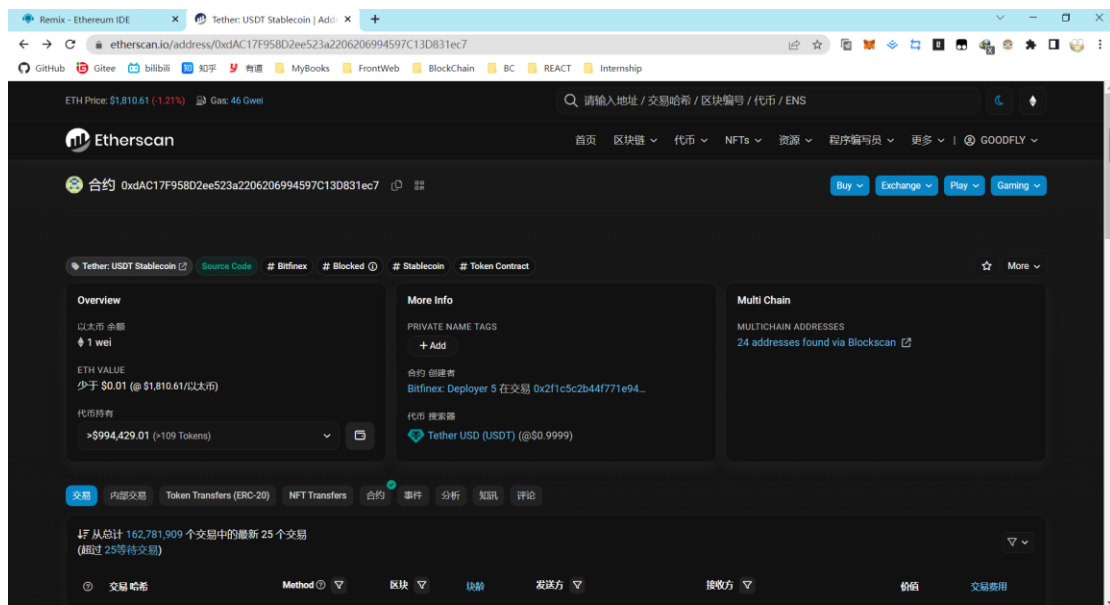 Remix - Ethereum IDE
Tether: USDT Stablecoin | Add
etherscan.io/address/0xdAC17F958D2ee523a2206206994597C13D831ec7
GitHub Gitee bilibili 知乎 有道 MyBooks FrontWeb BlockChain BC REACT Internship
ETH Price: $1,810.61 (-1.21%) Gas: 46 Gwei
请输入地址 / 交易哈希 / 区块编号 / 代币 / ENS
Etherscan
首页 区块链 代币 NFTs 资源 程序编写员 更多 | GOODFLY
合约 0xdAC17F958D2ee523a2206206994597C13D831ec7
Buy Exchange Play Gaming
Tether: USDT Stablecoin Source Code # Bitfinex # Blocked # Stablecoin # Token Contract
More
Overview
以太币 余额
1 wei
ETH VALUE
少于 $0.01 (@ $1,810.61/以太币)
代币持有
>$994,429.01 (>109 Tokens)
More Info
PRIVATE NAME TAGS
+ Add
合约 创建者
Bitfinex: Deployer 5 在交易 0x2f1c5c2b44f771e94...
代币 搜索器
Tether USD (USDT) (@$0.9999)
Multi Chain
MULTICHAIN ADDRESSES
24 addresses found via Blockscan
交易 内部交易 Token Transfers (ERC-20) NFT Transfers 合约 事件 分析 知訊 评论
从总计 162,781,909 个交易中的最新 25 个交易
(超过 25等待交易)
交易哈希 Method 区块 块龄 发送方 接收方 价值 交易费用